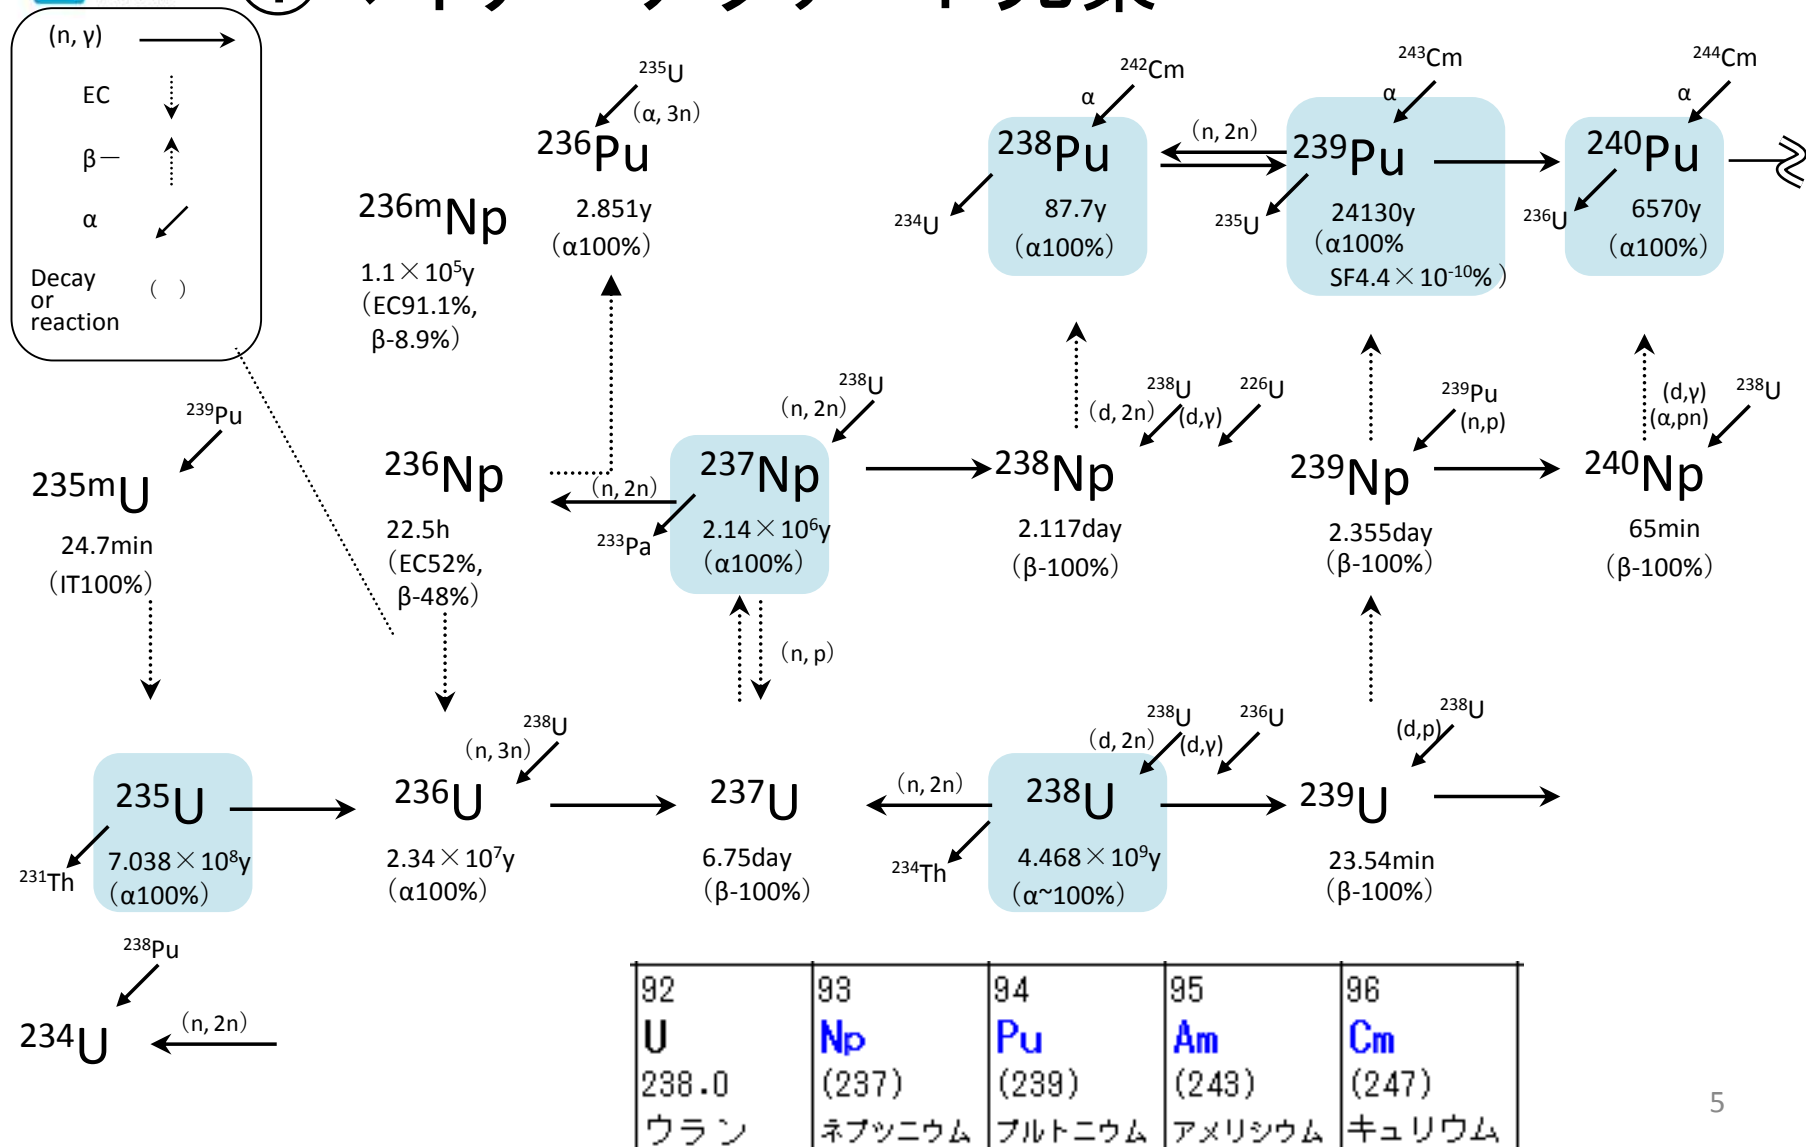 (n, γ)
EC
β—
α
Decay
or
reaction
( )
²³⁵U
(α, 3n)
²³⁶Pu
2.851y
(α100%)
²³⁶ᵐNp
1.1×10⁵y
(EC91.1%,
β-8.9%)
²⁴²Cm
α
²³⁸Pu
87.7y
(α100%)
²³⁴U
(n, 2n)
²⁴³Cm
α
²³⁹Pu
24130y
(α100%
SF4.4×10⁻¹⁰%)
²³⁵U
²⁴⁴Cm
α
²⁴⁰Pu
6570y
(α100%)
²³⁶U
²³⁹Pu
²³⁵ᵐU
24.7min
(IT100%)
²³⁶Np
22.5h
(EC52%,
β-48%)
(n, 2n)
²³⁸U
(n, 2n)
²³⁷Np
2.14×10⁶y
(α100%)
²³³Pa
(n, p)
²³⁸U
(d, 2n)
²²⁶U
(d,γ)
²³⁸Np
2.117day
(β-100%)
²³⁹Pu
(n,p)
²³⁹Np
2.355day
(β-100%)
²³⁸U
(d,γ)
(α,pn)
²⁴⁰Np
65min
(β-100%)
²³⁵U
7.038×10⁸y
(α100%)
²³¹Th
²³⁸U
(n, 3n)
²³⁶U
2.34×10⁷y
(α100%)
²³⁷U
6.75day
(β-100%)
(n, 2n)
²³⁸U
(d, 2n)
²³⁶U
(d,γ)
²³⁸U
4.468×10⁹y
(α~100%)
²³⁴Th
²³⁸U
(d,p)
²³⁹U
23.54min
(β-100%)
²³⁸Pu
²³⁴U
(n, 2n)
92 93 94 95 96
U Np Pu Am Cm
238.0 (237) (239) (243) (247)
ウラン ネプツニウム プルトニウム アメリシウム キュリウム
5